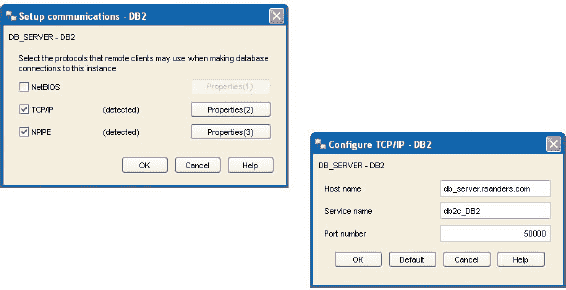 Setup communications - DB2
DB_SERVER - DB2
Select the protocols that remote clients may use when making database
connections to this instance
NetBIOS Properties(1)
TCP/IP (detected) Properties(2)
NPIPE (detected) Properties(3)
OK Cancel Help
Configure TCP/IP - DB2
DB_SERVER - DB2
Host name db_server.rsanders.com
Service name db2c_DB2
Port number 50000
OK Default Cancel Help